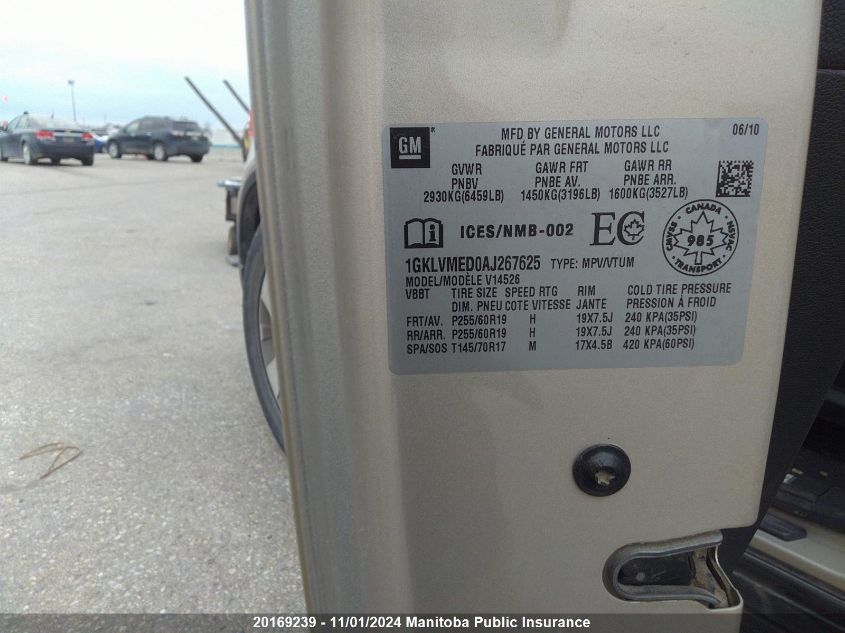 GM
MFD BY GENERAL MOTORS LLC 06/10
FABRIQUÉ PAR GENERAL MOTORS LLC
GVWR GAWR FRT GAWR RR
PNBV PNBE AV. PNBE ARR.
2930KG(6459LB) 1450KG(3196LB) 1600KG(3527LB)
ICES/NMB-002 EC
CANADA
CMVSS 985 NSVAC
TRANSPORT
1GKLVMED0AJ267625 TYPE: MPV/VTUM
MODEL/MODÈLE V14526
VBBT TIRE SIZE SPEED RTG RIM COLD TIRE PRESSURE
DIM. PNEU COTE VITESSE JANTE PRESSION À FROID
FRT/AV. P255/60R19 H 19X7.5J 240 KPA(35PSI)
RR/ARR. P255/60R19 H 19X7.5J 240 KPA(35PSI)
SPA/SOS T145/70R17 M 17X4.5B 420 KPA(60PSI)
20169239 - 11/01/2024 Manitoba Public Insurance